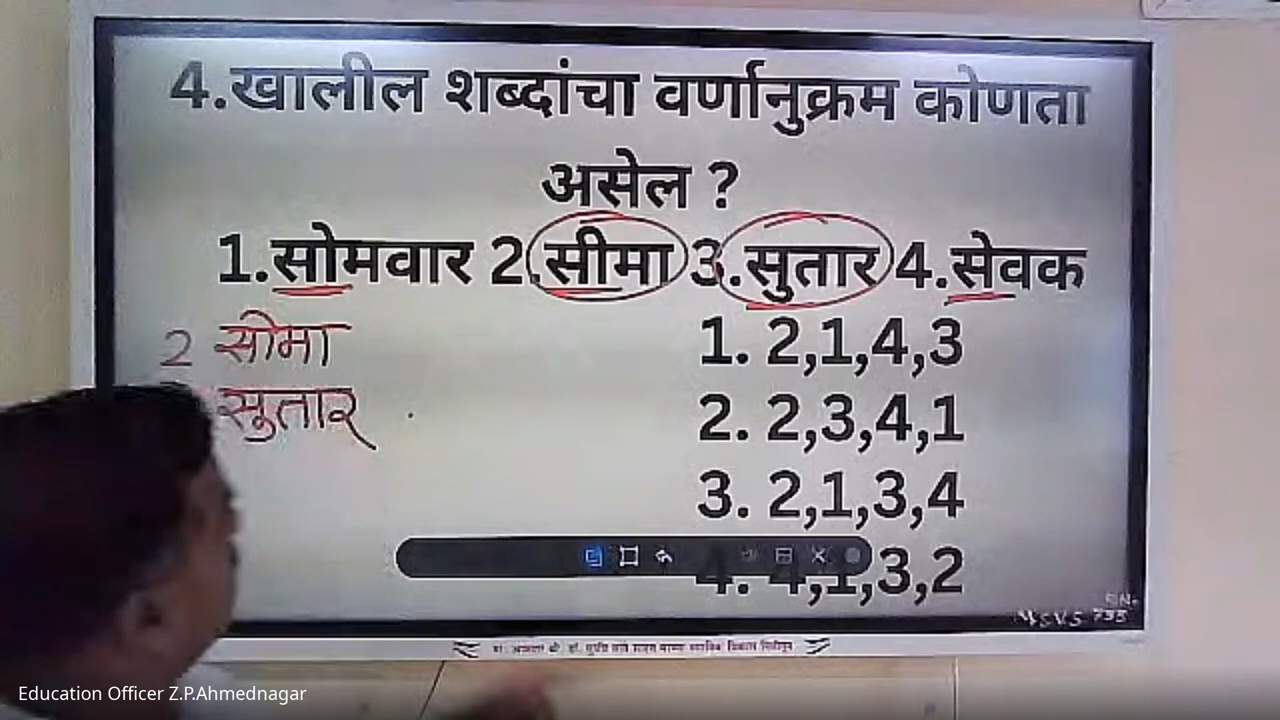 4.खालील शब्दांचा वर्णानुक्रम कोणता
असेल ?
1.सोमवार 2.सीमा 3.सुतार 4.सेवक
2 सीमा
सुतार
1. 2,1,4,3
2. 2,3,4,1
3. 2,1,3,4
4. 4,1,3,2
Education Officer Z.P.Ahmednagar